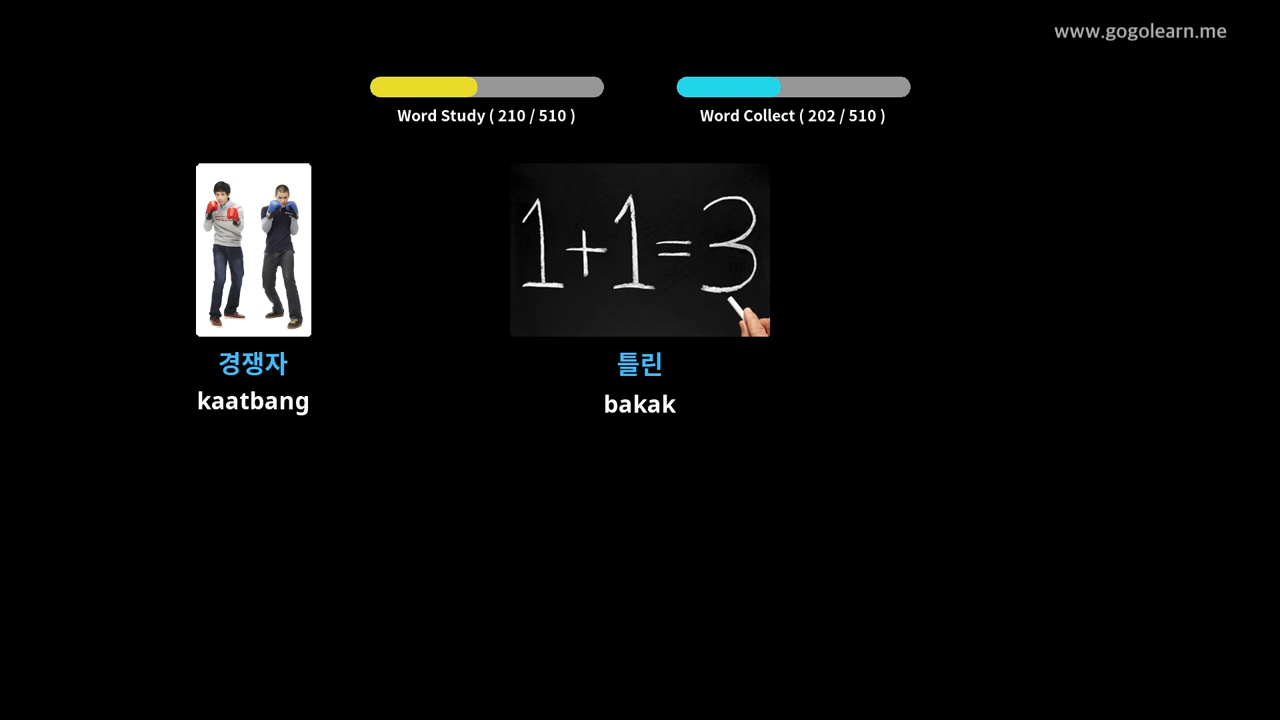 www.gogolearn.me
Word Study ( 210 / 510 )
Word Collect ( 202 / 510 )
1+1=3
경쟁자
kaatbang
틀린
bakak